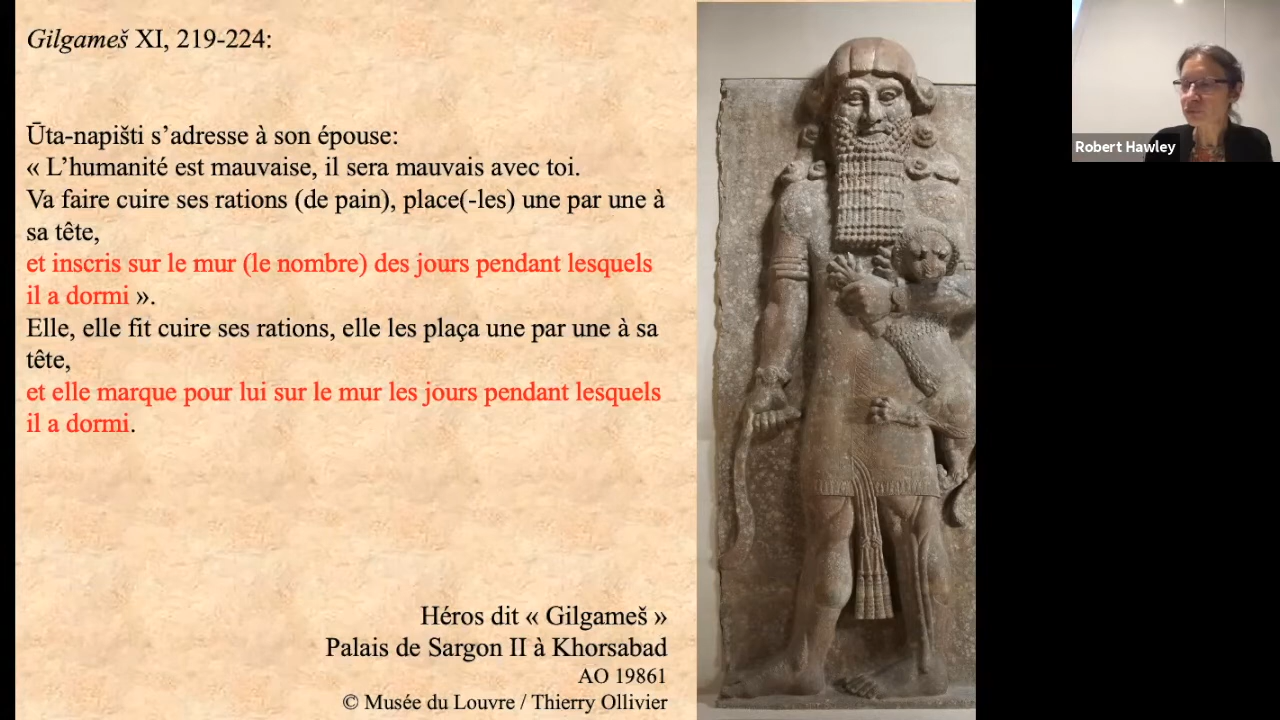 Gilgameš XI, 219-224:
Ūta-napišti s’adresse à son épouse:
« L’humanité est mauvaise, il sera mauvais avec toi.
Va faire cuire ses rations (de pain), place(-les) une par une à
sa tête,
et inscris sur le mur (le nombre) des jours pendant lesquels
il a dormi ».
Elle, elle fit cuire ses rations, elle les plaça une par une à sa
tête,
et elle marque pour lui sur le mur les jours pendant lesquels
il a dormi.
Héros dit « Gilgameš »
Palais de Sargon II à Khorsabad
AO 19861
© Musée du Louvre / Thierry Ollivier
Robert Hawley